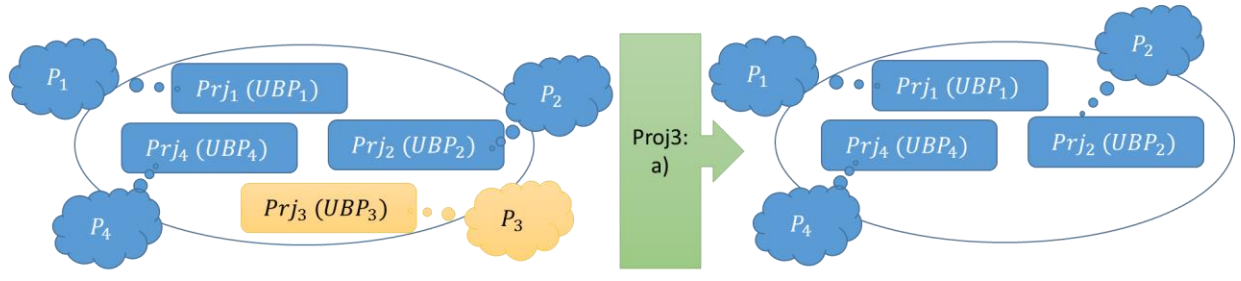 P₁
Prj₁ (UBP₁)
P₂
Prj₄ (UBP₄)
Prj₂ (UBP₂)
Prj₃ (UBP₃)
P₄
P₃
Proj3:
a)
P₁
Prj₁ (UBP₁)
P₂
Prj₄ (UBP₄)
Prj₂ (UBP₂)
P₄